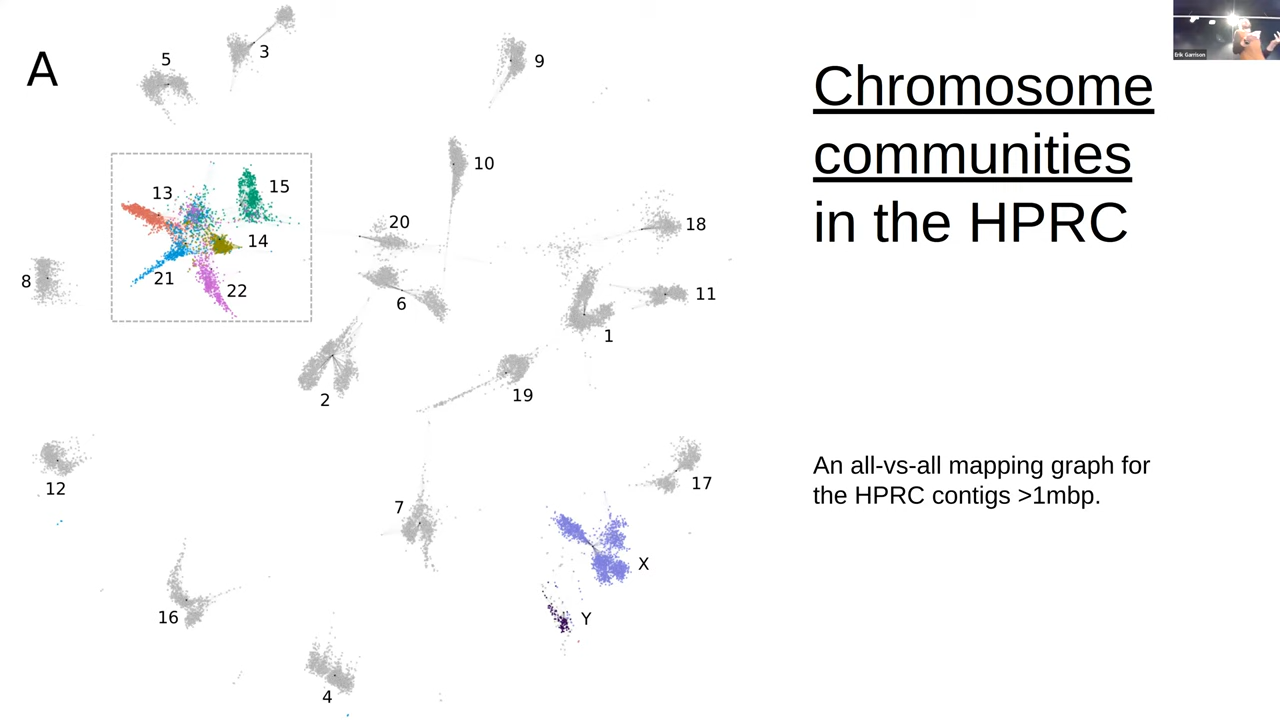 A
5
3
9
10
13
15
14
21
22
8
20
6
18
11
1
2
19
12
7
17
X
Y
16
4
Chromosome
communities
in the HPRC
An all-vs-all mapping graph for
the HPRC contigs >1mbp.
Erik Garrison